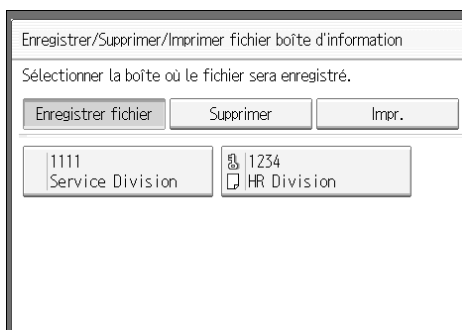 Enregistrer/Supprimer/Imprimer fichier boîte d'information
Sélectionner la boîte où le fichier sera enregistré.
Enregistrer fichier Supprimer Impr.
1111 1234
Service Division HR Division